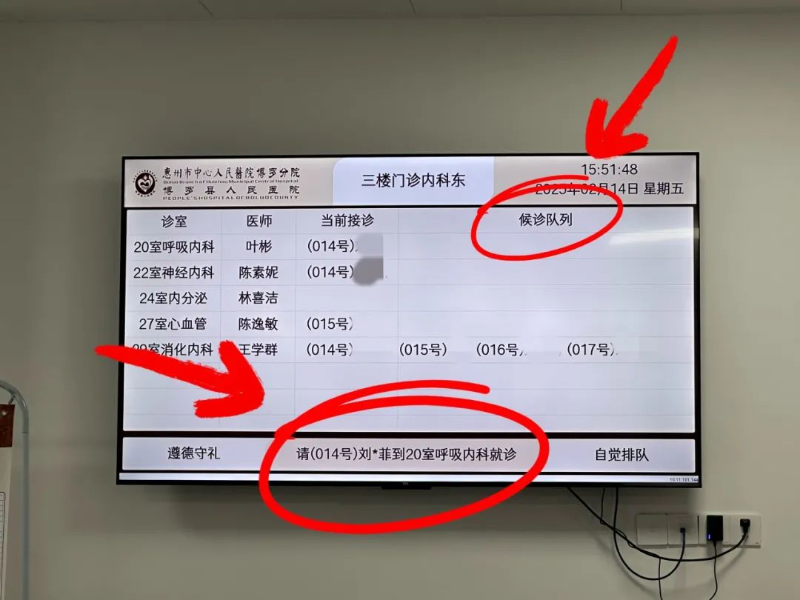 惠州市中心人民醫院博罗分院
博罗县人民医院
PEOPLE'S HOSPITAL OF BOLUO COUNTY
三楼门诊内科东
15:51:48
2025年02月14日 星期五
诊室 医师 当前接诊 候诊队列
20室呼吸内科 叶彬 (014号)
22室神经内科 陈素妮 (014号)
24室内分泌 林喜洁
27室心血管 陈逸敏 (015号)
29室消化内科 王学群 (014号) (015号) (016号) (017号)
遵德守礼 请(014号)刘*菲到20室呼吸内科就诊 自觉排队